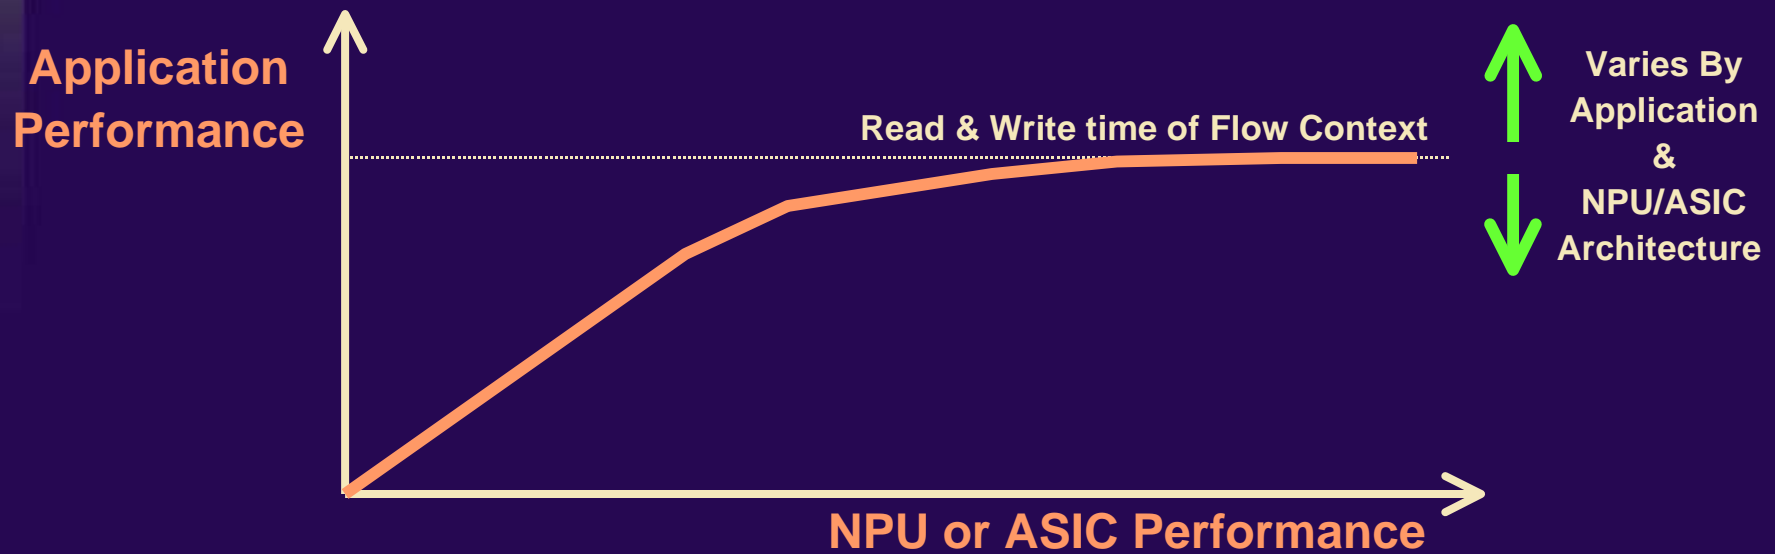 Application
Performance
Read & Write time of Flow Context
Varies By
Application
&
NPU/ASIC
Architecture
NPU or ASIC Performance